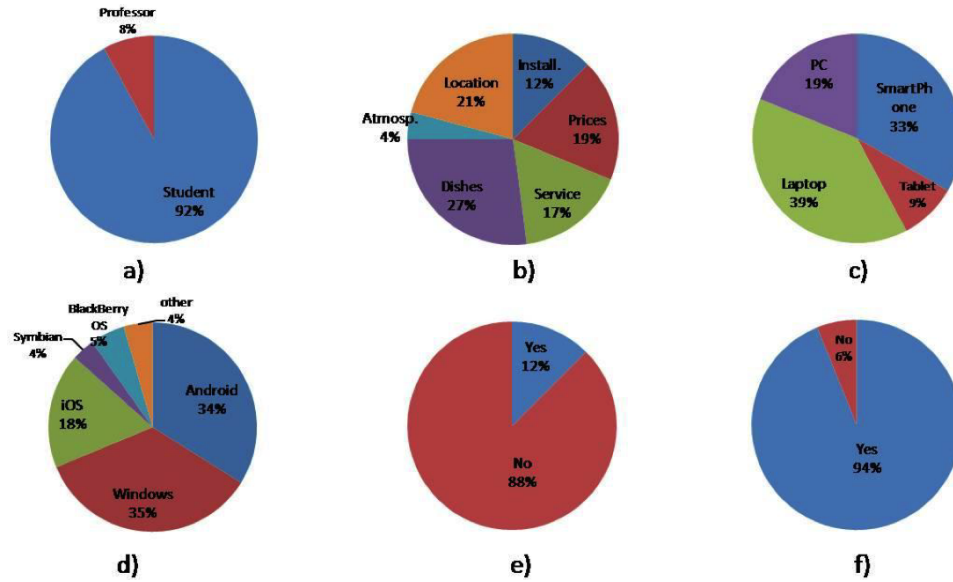 Professor
8%
Student
92%
a)
Install.
12%
Prices
19%
Service
17%
Dishes
27%
Atmosp.
4%
Location
21%
b)
SmartPh
one
33%
Tablet
9%
Laptop
39%
PC
19%
c)
Android
34%
Windows
35%
iOS
18%
Symbian
4%
BlackBerry
OS
5%
other
4%
d)
Yes
12%
No
88%
e)
No
6%
Yes
94%
f)